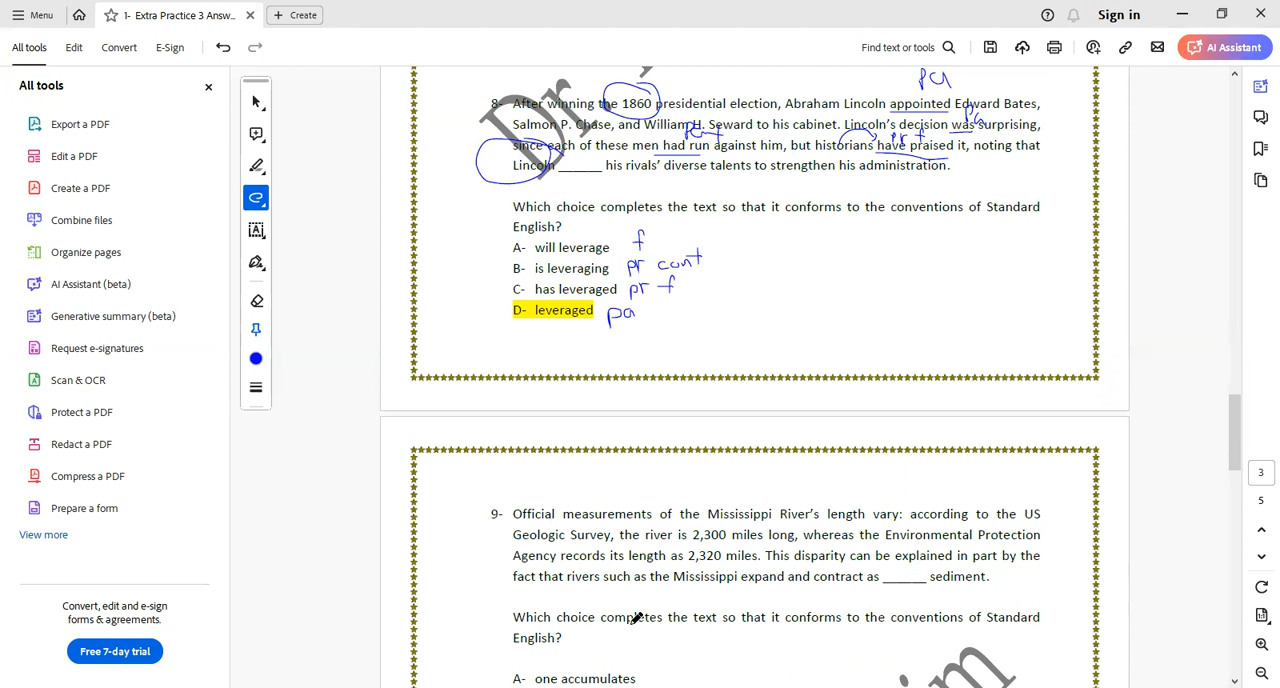 Menu
1- Extra Practice 3 Answ...
Create
Sign in
All tools
Edit
Convert
E-Sign
Find text or tools
AI Assistant
All tools
Export a PDF
Edit a PDF
Create a PDF
Combine files
Organize pages
AI Assistant (beta)
Generative summary (beta)
Request e-signatures
Scan & OCR
Protect a PDF
Redact a PDF
Compress a PDF
Prepare a form
View more
Convert, edit and e-sign
forms & agreements.
Free 7-day trial
pa
8- After winning the 1860 presidential election, Abraham Lincoln appointed Edward Bates,
pa
Salmon P. Chase, and William H. Seward to his cabinet. Lincoln's decision was surprising,
pr f
since each of these men had run against him, but historians have praised it, noting that
Lincoln ______ his rivals' diverse talents to strengthen his administration.
Which choice completes the text so that it conforms to the conventions of Standard
English?
A- will leverage f
B- is leveraging pr cont
C- has leveraged pr f
D- leveraged pa
Dr.
9- Official measurements of the Mississippi River's length vary: according to the US
Geologic Survey, the river is 2,300 miles long, whereas the Environmental Protection
Agency records its length as 2,320 miles. This disparity can be explained in part by the
fact that rivers such as the Mississippi expand and contract as ______ sediment.
Which choice completes the text so that it conforms to the conventions of Standard
English?
A- one accumulates
3
5